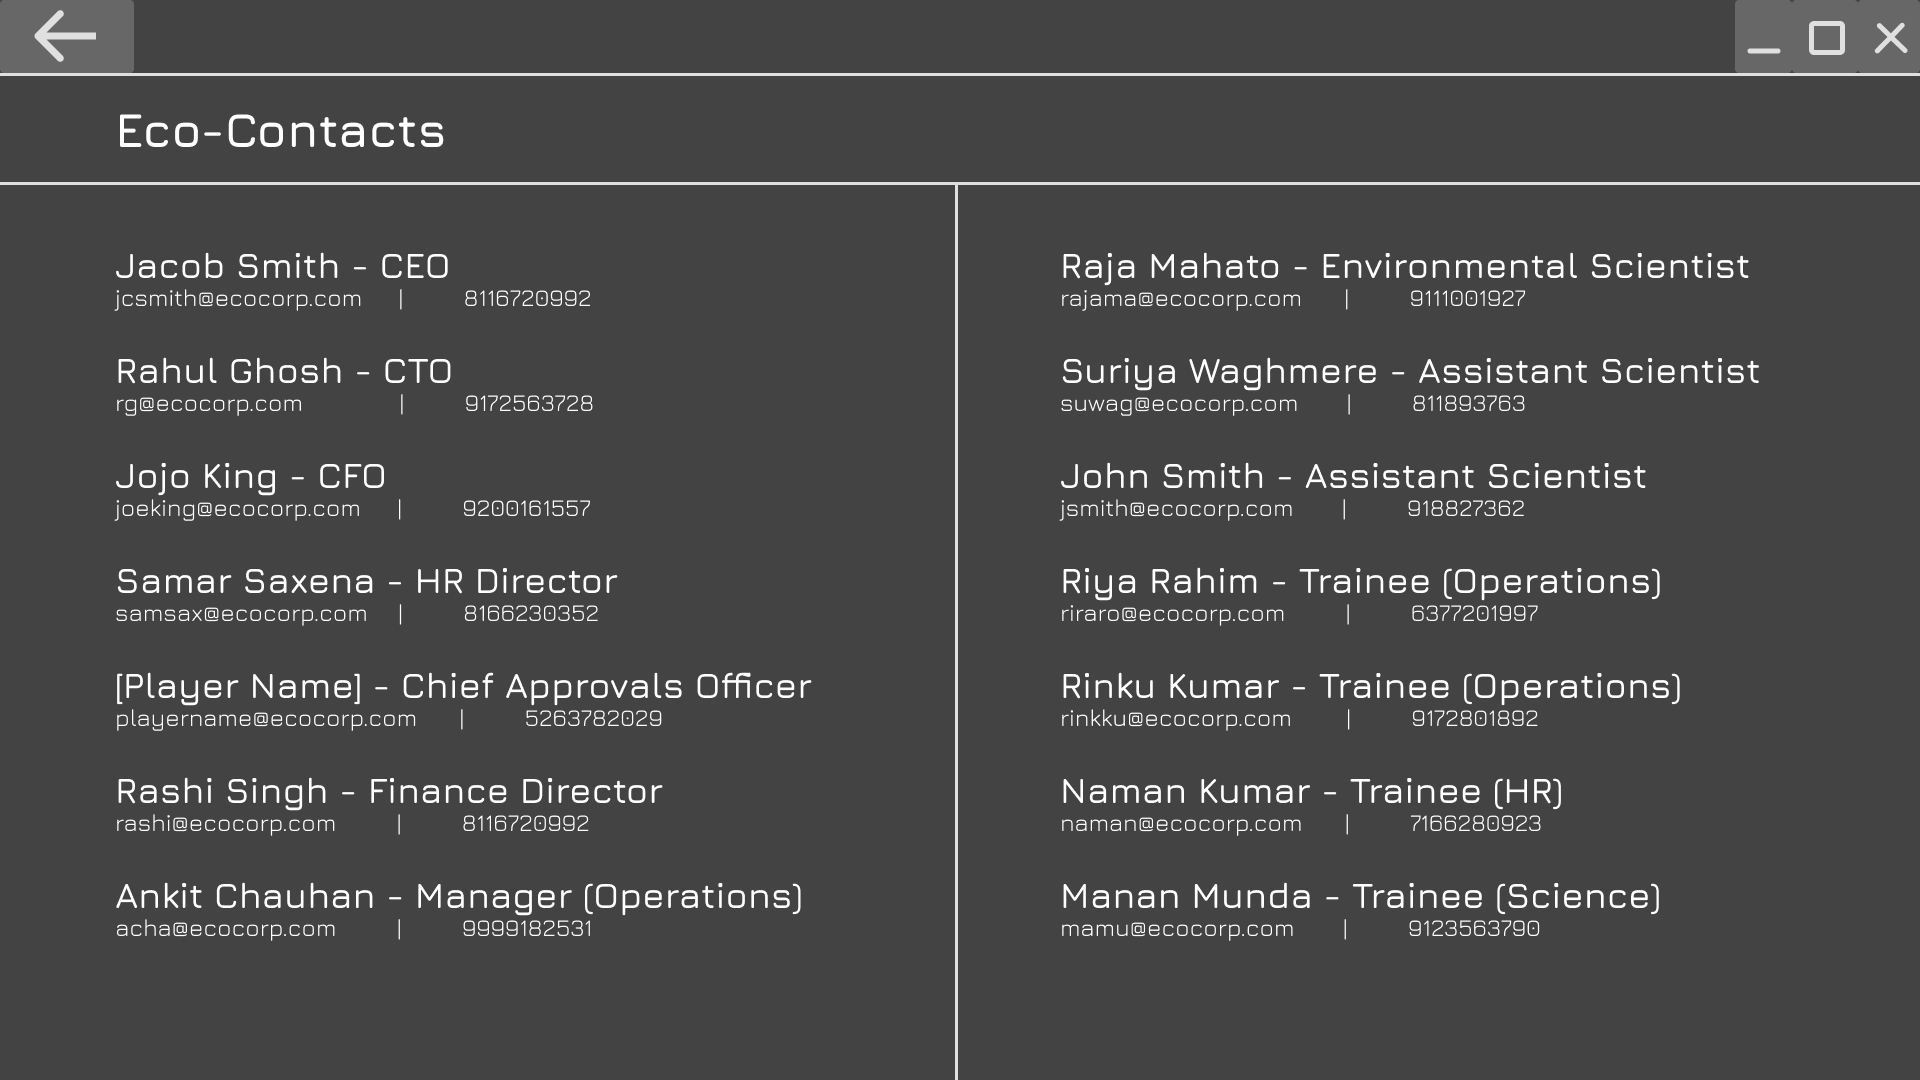 Eco-Contacts
Jacob Smith - CEO
jcsmith@ecocorp.com | 8116720992
Rahul Ghosh - CTO
rg@ecocorp.com | 9172563728
Jojo King - CFO
joeking@ecocorp.com | 9200161557
Samar Saxena - HR Director
samsax@ecocorp.com | 8166230352
[Player Name] - Chief Approvals Officer
playername@ecocorp.com | 5263782029
Rashi Singh - Finance Director
rashi@ecocorp.com | 8116720992
Ankit Chauhan - Manager (Operations)
acha@ecocorp.com | 9999182531
Raja Mahato - Environmental Scientist
rajama@ecocorp.com | 9111001927
Suriya Waghmere - Assistant Scientist
suwag@ecocorp.com | 811893763
John Smith - Assistant Scientist
jsmith@ecocorp.com | 918827362
Riya Rahim - Trainee (Operations)
riraro@ecocorp.com | 6377201997
Rinku Kumar - Trainee (Operations)
rinkku@ecocorp.com | 9172801892
Naman Kumar - Trainee (HR)
naman@ecocorp.com | 7166280923
Manan Munda - Trainee (Science)
mamu@ecocorp.com | 9123563790